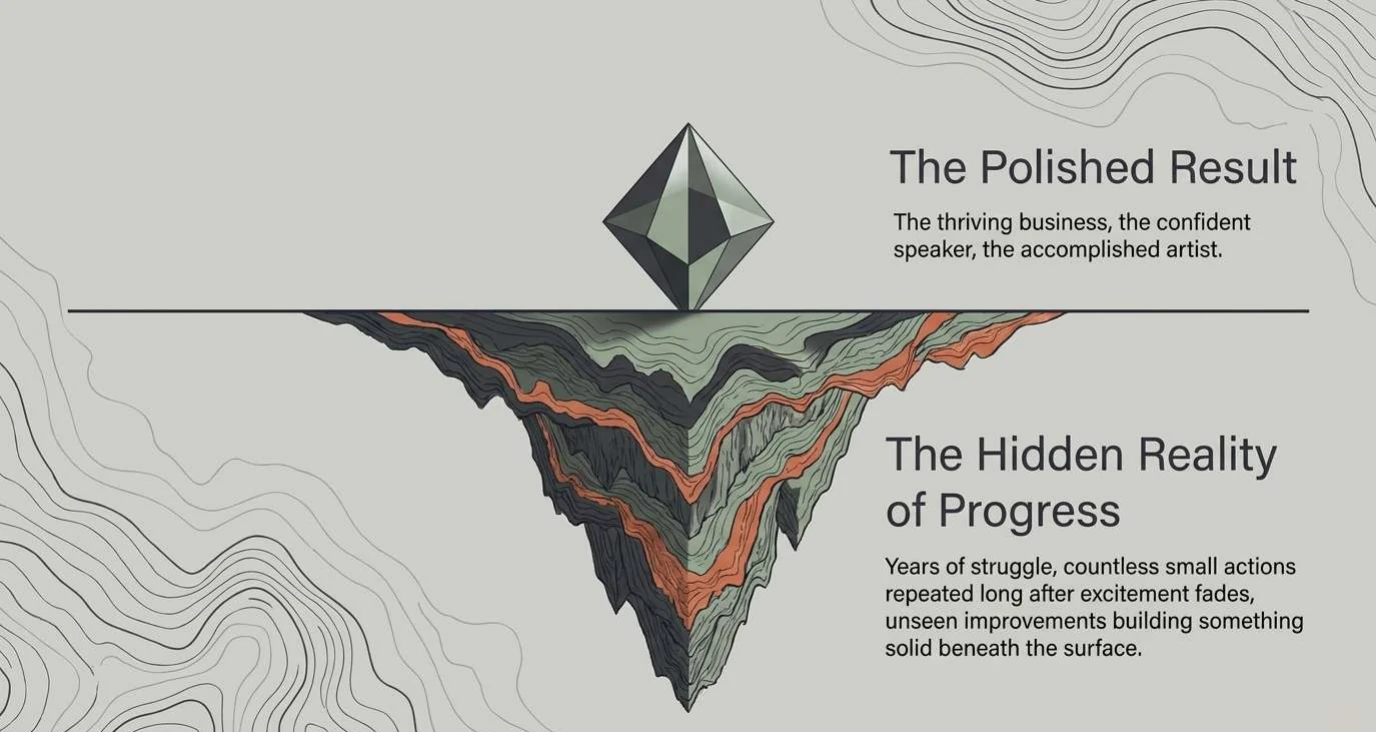 The Polished Result
The thriving business, the confident
speaker, the accomplished artist.
The Hidden Reality
of Progress
Years of struggle, countless small actions
repeated long after excitement fades,
unseen improvements building something
solid beneath the surface.